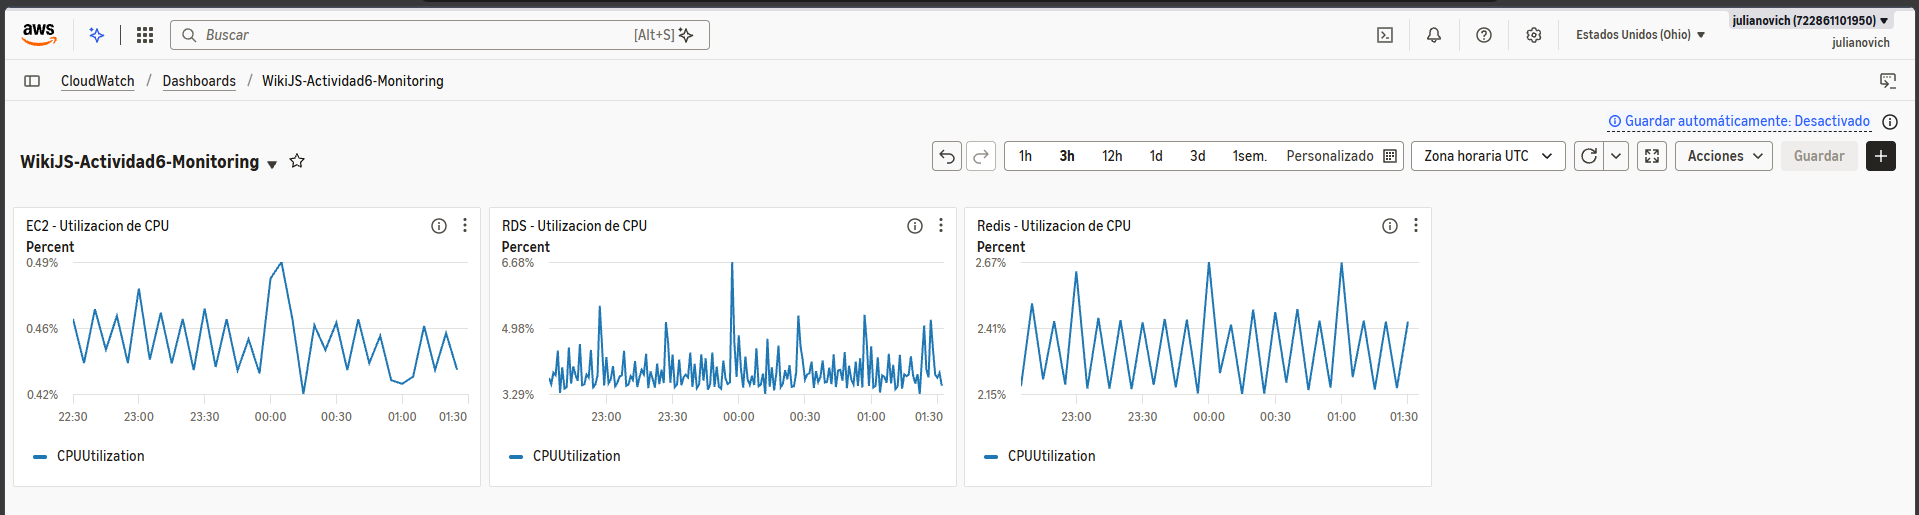 aws
Buscar
[Alt+S]
Estados Unidos (Ohio)
julianovich (722861101950)
julianovich
CloudWatch / Dashboards / WikiJS-Actividad6-Monitoring
Guardar automáticamente: Desactivado
WikiJS-Actividad6-Monitoring
1h 3h 12h 1d 3d 1sem. Personalizado
Zona horaria UTC
Acciones
Guardar
EC2 - Utilizacion de CPU
Percent
0.49%
0.46%
0.42%
22:30 23:00 23:30 00:00 00:30 01:00 01:30
CPUUtilization
RDS - Utilizacion de CPU
Percent
6.68%
4.98%
3.29%
23:00 23:30 00:00 00:30 01:00 01:30
CPUUtilization
Redis - Utilizacion de CPU
Percent
2.67%
2.41%
2.15%
23:00 23:30 00:00 00:30 01:00 01:30
CPUUtilization